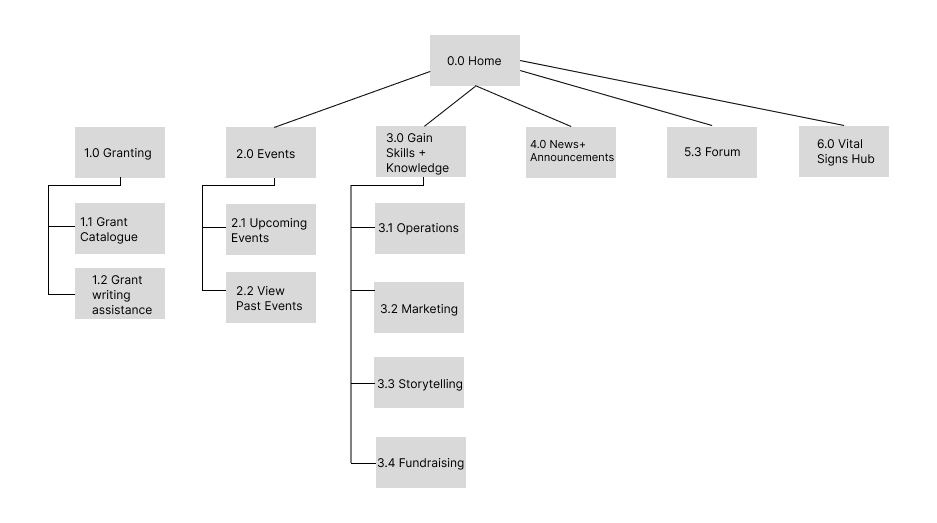 0.0 Home
1.0 Granting
2.0 Events
3.0 Gain
Skills +
Knowledge
4.0 News+
Announcements
5.3 Forum
6.0 Vital
Signs Hub
1.1 Grant
Catalogue
1.2 Grant
writing
assistance
2.1 Upcoming
Events
2.2 View
Past Events
3.1 Operations
3.2 Marketing
3.3 Storytelling
3.4 Fundraising